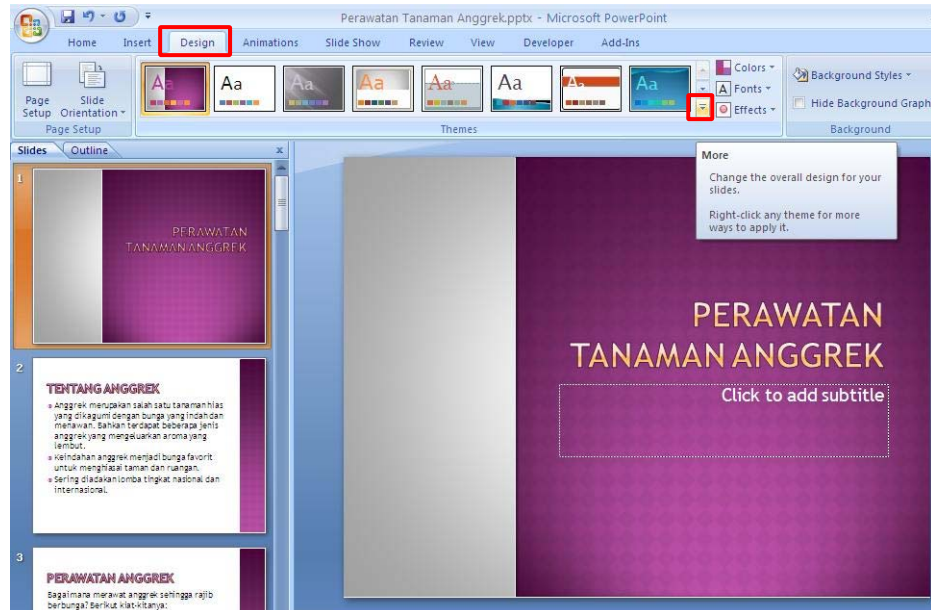 Perawatan Tanaman Anggrek.pptx - Microsoft PowerPoint
Home Insert Design Animations Slide Show Review View Developer Add-Ins
Page Setup
Slide Orientation
Page Setup
Aa Aa Aa Aa Aa Aa Aa Aa
Themes
Colors
Fonts
Effects
Background Styles
Hide Background Graph
Background
Slides Outline x
More
Change the overall design for your
slides.
Right-click any theme for more
ways to apply it.
1
PERAWATAN
TANAMAN ANGGREK
2
TENTANG ANGGREK
Anggrek merupakan salah satu tanaman hias
yang dikagumi dengan bunga yang indah dan
menawan. Bahkan terdapat beberapa jenis
anggrek yang mengeluarkan aroma yang
lembut.
Keindahan anggrek menjadi bunga favorit
untuk menghiasai taman dan ruangan.
Sering diadakan lomba tingkat nasional dan
internasional.
3
PERAWATAN ANGGREK
Bagaimana merawat anggrek sehingga rajib
berbunga? Berikut kiat-kitanya:
PERAWATAN
TANAMAN ANGGREK
Click to add subtitle